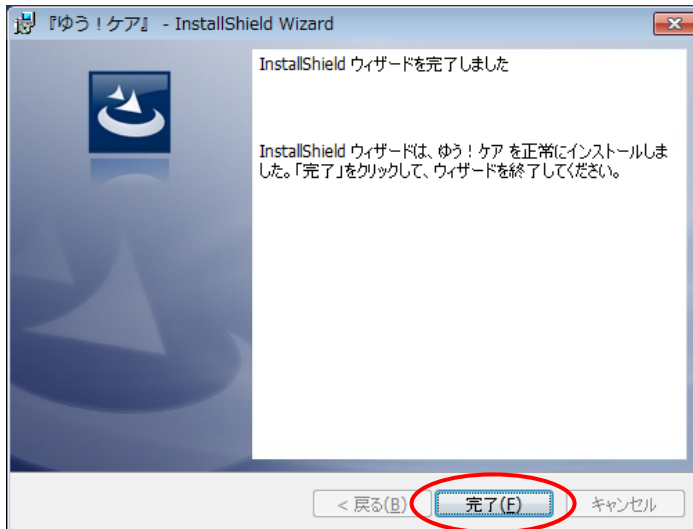 『ゆう！ケア』 - InstallShield Wizard
InstallShield ウィザードを完了しました
InstallShield ウィザードは、ゆう！ケア を正常にインストールしま
した。「完了」をクリックして、ウィザードを終了してください。
< 戻る(B) 完了(F) キャンセル